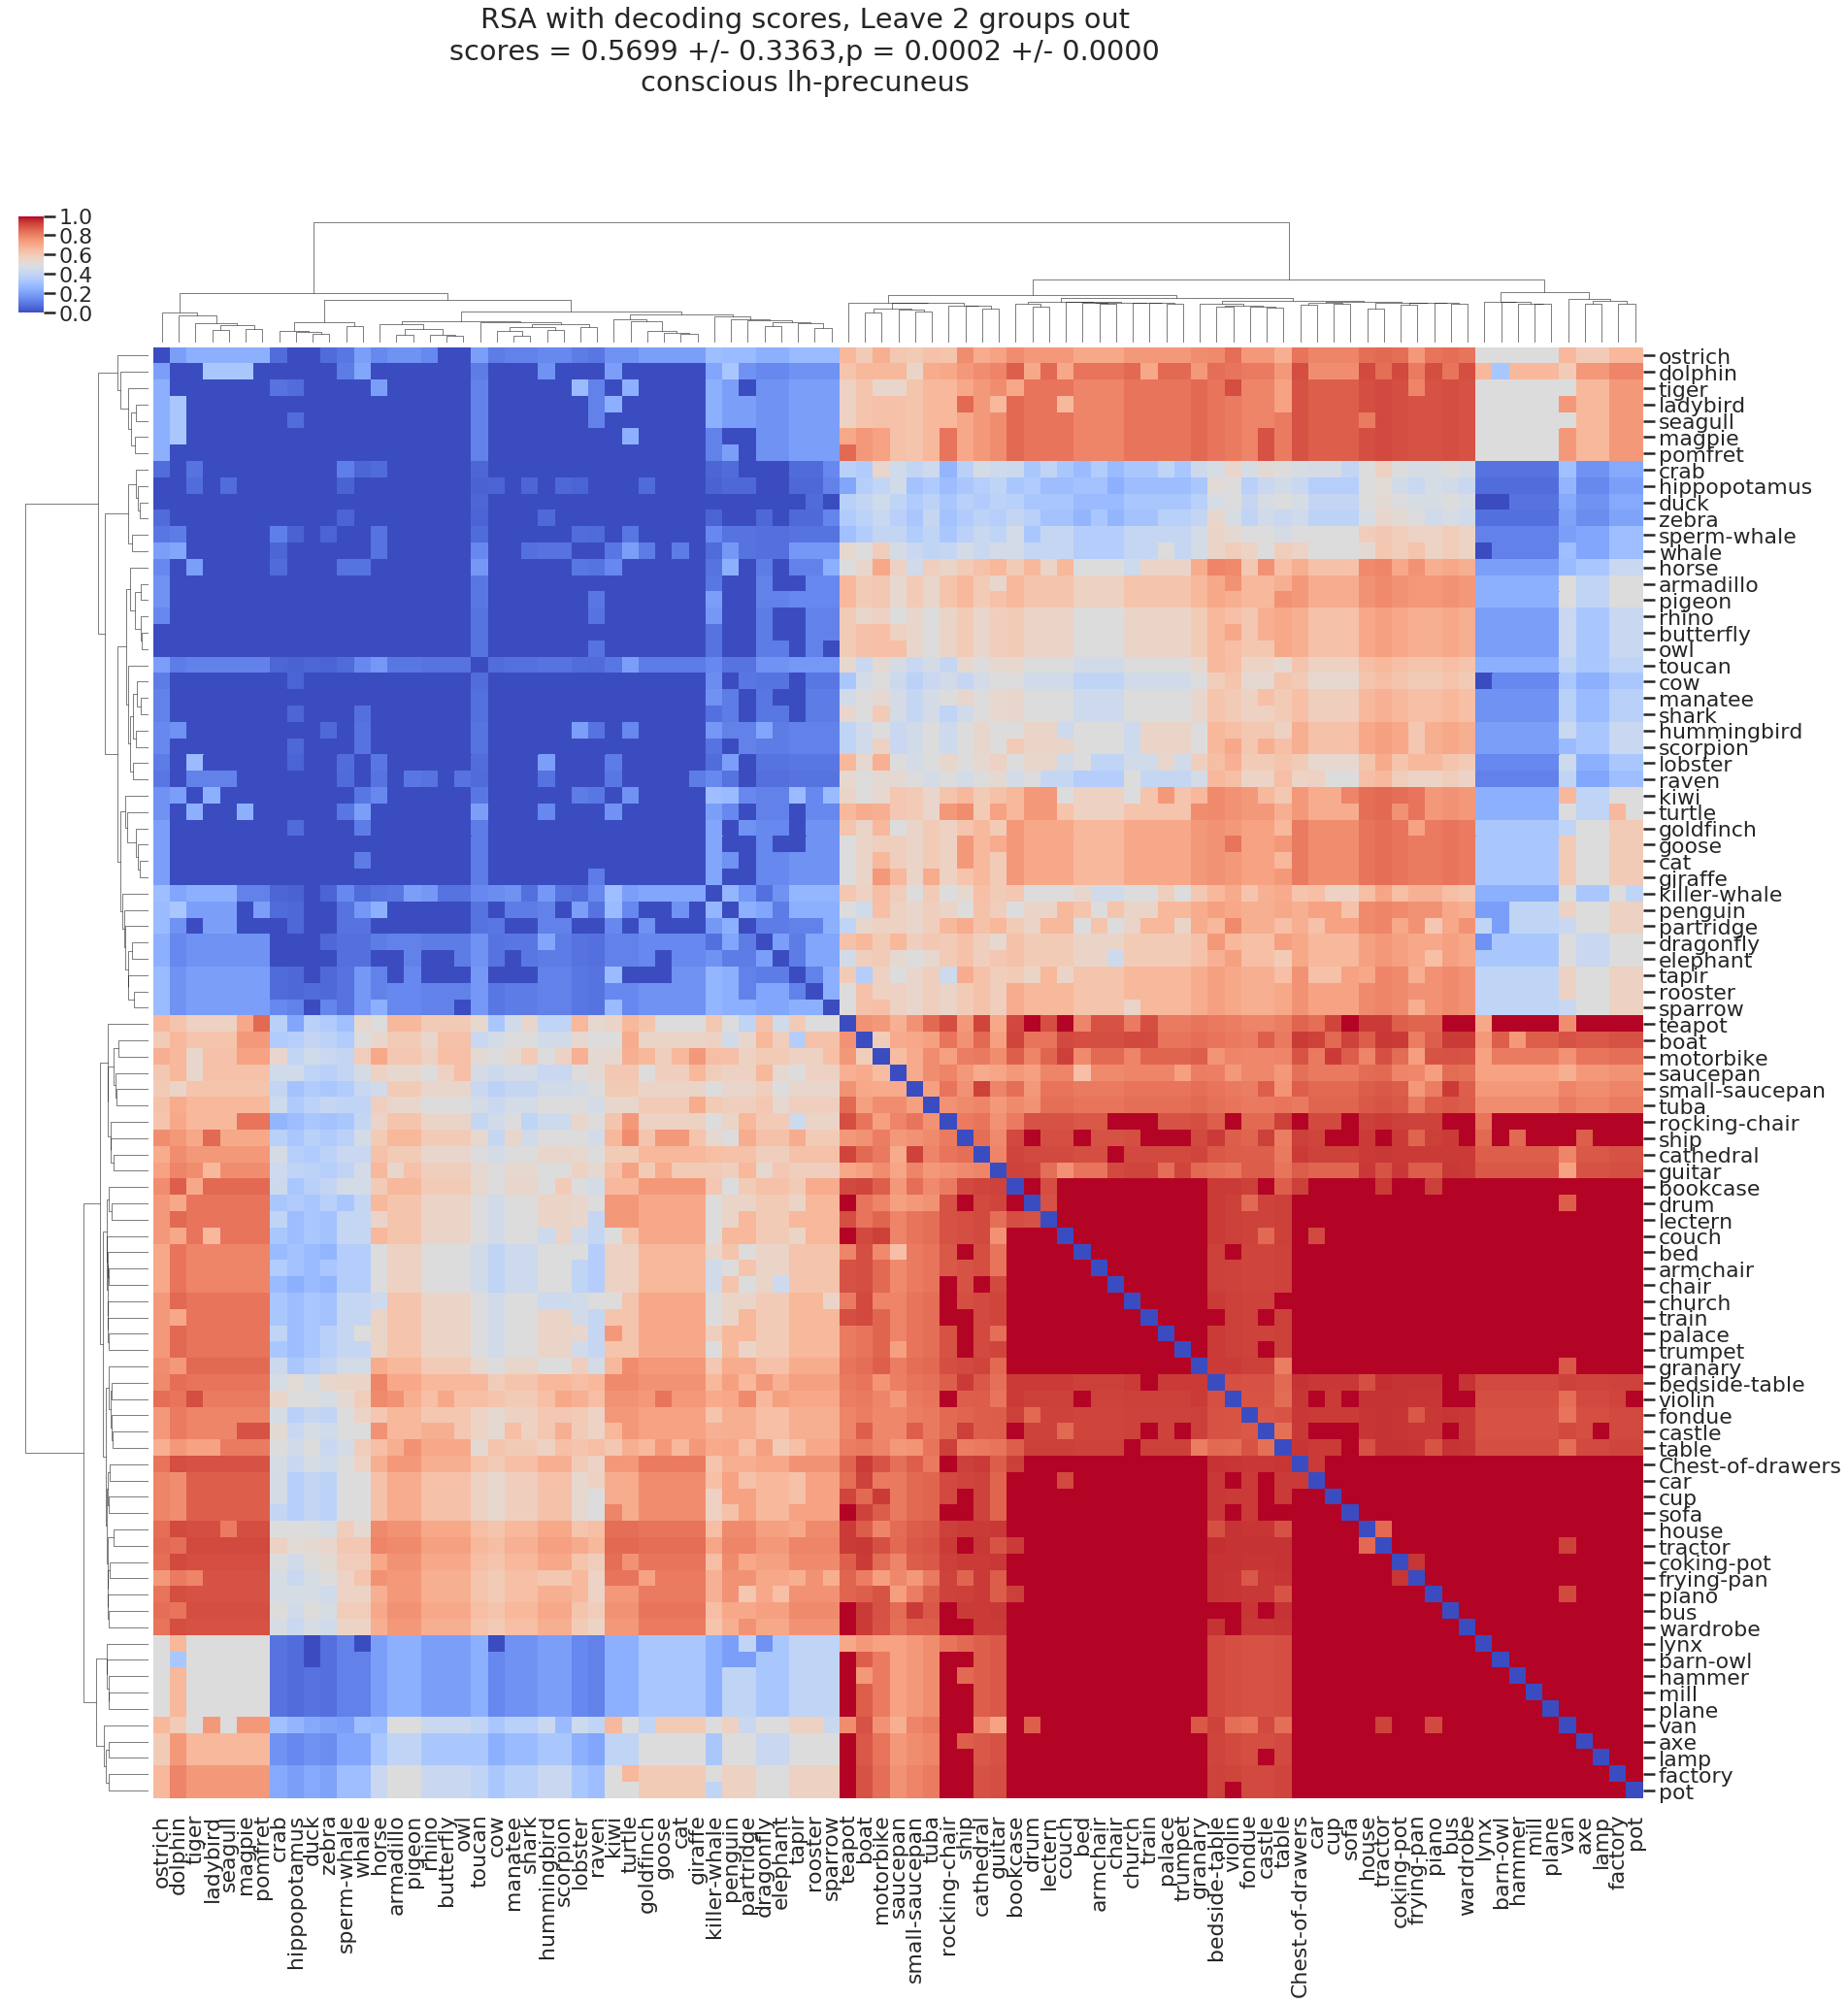 RSA with decoding scores, Leave 2 groups out
scores = 0.5699 +/- 0.3363,p = 0.0002 +/- 0.0000
conscious lh-precuneus
1.0
0.8
0.6
0.4
0.2
0.0
ostrich
dolphin
tiger
ladybird
seagull
magpie
pomfret
crab
hippopotamus
duck
zebra
sperm-whale
whale
horse
armadillo
pigeon
rhino
butterfly
owl
toucan
cow
manatee
shark
hummingbird
scorpion
lobster
raven
kiwi
turtle
goldfinch
goose
cat
giraffe
killer-whale
penguin
partridge
dragonfly
elephant
tapir
rooster
sparrow
teapot
boat
motorbike
saucepan
small-saucepan
tuba
rocking-chair
ship
cathedral
guitar
bookcase
drum
lectern
couch
bed
armchair
chair
church
train
palace
trumpet
granary
bedside-table
violin
fondue
castle
table
Chest-of-drawers
car
cup
sofa
house
tractor
coking-pot
frying-pan
piano
bus
wardrobe
lynx
barn-owl
hammer
mill
plane
van
axe
lamp
factory
pot
ostrich
dolphin
tiger
ladybird
seagull
magpie
pomfret
crab
hippopotamus
duck
zebra
sperm-whale
whale
horse
armadillo
pigeon
rhino
butterfly
owl
toucan
cow
manatee
shark
hummingbird
scorpion
lobster
raven
kiwi
turtle
goldfinch
goose
cat
giraffe
killer-whale
penguin
partridge
dragonfly
elephant
tapir
rooster
sparrow
teapot
boat
motorbike
saucepan
small-saucepan
tuba
rocking-chair
ship
cathedral
guitar
bookcase
drum
lectern
couch
bed
armchair
chair
church
train
palace
trumpet
granary
bedside-table
violin
fondue
castle
table
Chest-of-drawers
car
cup
sofa
house
tractor
coking-pot
frying-pan
piano
bus
wardrobe
lynx
barn-owl
hammer
mill
plane
van
axe
lamp
factory
pot